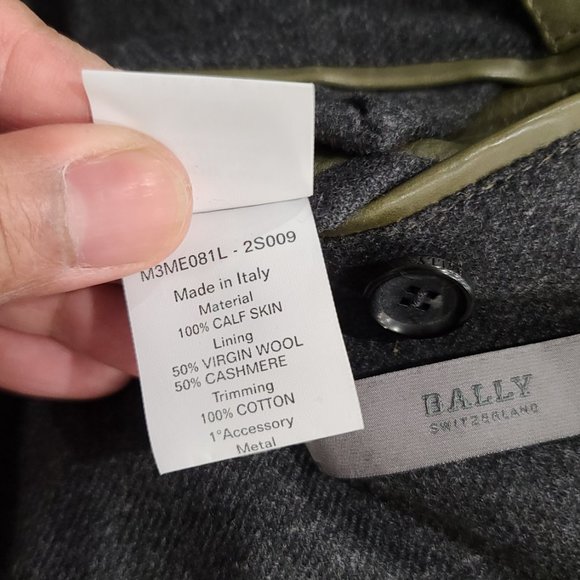 M3ME081L - 2S009
Made in Italy
Material
100% CALF SKIN
Lining
50% VIRGIN WOOL
50% CASHMERE
Trimming
100% COTTON
1°Accessory
Metal
BALLY
SWITZERLAND